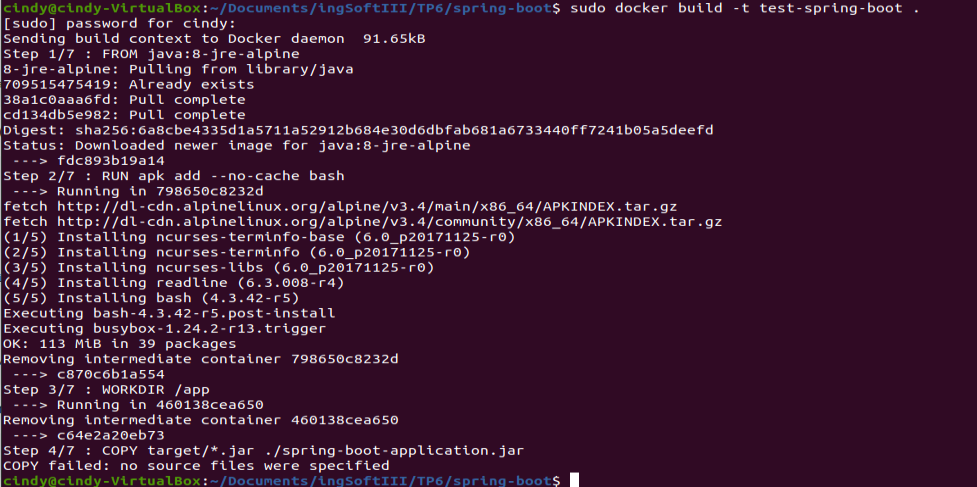 cindy@cindy-VirtualBox:~/Documents/ingSoftIII/TP6/spring-boot$ sudo docker build -t test-spring-boot .
[sudo] password for cindy:
Sending build context to Docker daemon  91.65kB
Step 1/7 : FROM java:8-jre-alpine
8-jre-alpine: Pulling from library/java
709515475419: Already exists
38a1c0aaa6fd: Pull complete
cd134db5e982: Pull complete
Digest: sha256:6a8cbe4335d1a5711a52912b684e30d6dbfab681a6733440ff7241b05a5deefd
Status: Downloaded newer image for java:8-jre-alpine
 ---> fdc893b19a14
Step 2/7 : RUN apk add --no-cache bash
 ---> Running in 798650c8232d
fetch http://dl-cdn.alpinelinux.org/alpine/v3.4/main/x86_64/APKINDEX.tar.gz
fetch http://dl-cdn.alpinelinux.org/alpine/v3.4/community/x86_64/APKINDEX.tar.gz
(1/5) Installing ncurses-terminfo-base (6.0_p20171125-r0)
(2/5) Installing ncurses-terminfo (6.0_p20171125-r0)
(3/5) Installing ncurses-libs (6.0_p20171125-r0)
(4/5) Installing readline (6.3.008-r4)
(5/5) Installing bash (4.3.42-r5)
Executing bash-4.3.42-r5.post-install
Executing busybox-1.24.2-r13.trigger
OK: 113 MiB in 39 packages
Removing intermediate container 798650c8232d
 ---> c870c6b1a554
Step 3/7 : WORKDIR /app
 ---> Running in 460138cea650
Removing intermediate container 460138cea650
 ---> c64e2a20eb73
Step 4/7 : COPY target/*.jar ./spring-boot-application.jar
COPY failed: no source files were specified
cindy@cindy-VirtualBox:~/Documents/ingSoftIII/TP6/spring-boot$